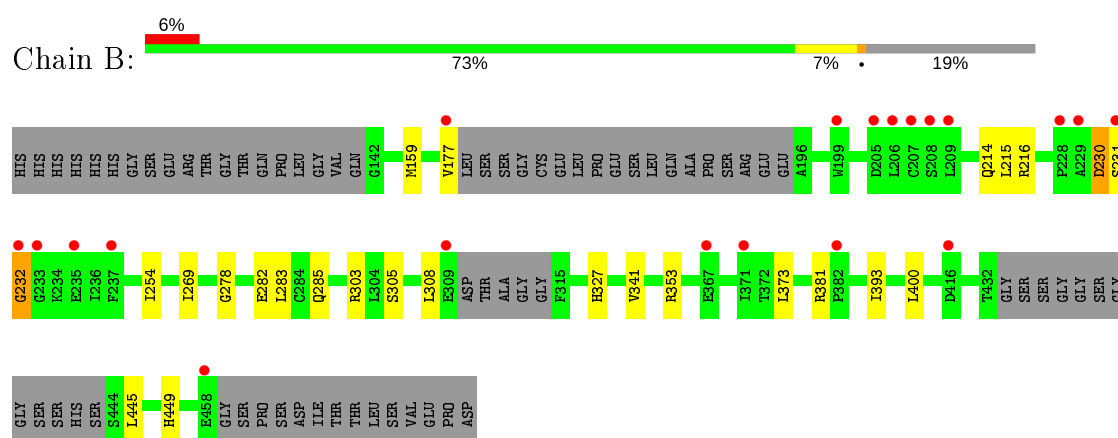 6%
Chain B:
73% 7% • 19%
HIS HIS HIS HIS HIS HIS HIS GLY SER GLU ARG THR GLY THR GLN PRO LEU GLY VAL GLN G142 M159 V177 LEU SER SER GLY CYS GLU LEU PRO GLU SER LEU GLN ALA PRO SER ARG GLU GLU A196 W199 D205 L206 C207 S208 L209 Q214 L215 R216 P228 A229 D230 S231
G232 G233 K234 E235 I236 F237 I254 I269 G278 E282 L283 C284 Q285 R303 L304 S305 L308 E309 ASP THR ALA GLY GLY F315 H327 V341 R353 E367 I371 T372 L373 R381 P382 I393 L400 D416 T432 GLY SER SER GLY GLY SER GLY
GLY SER SER HIS SER S444 L445 H449 E458 GLY SER PRO SER ASP ILE THR THR LEU SER VAL GLU PRO ASP